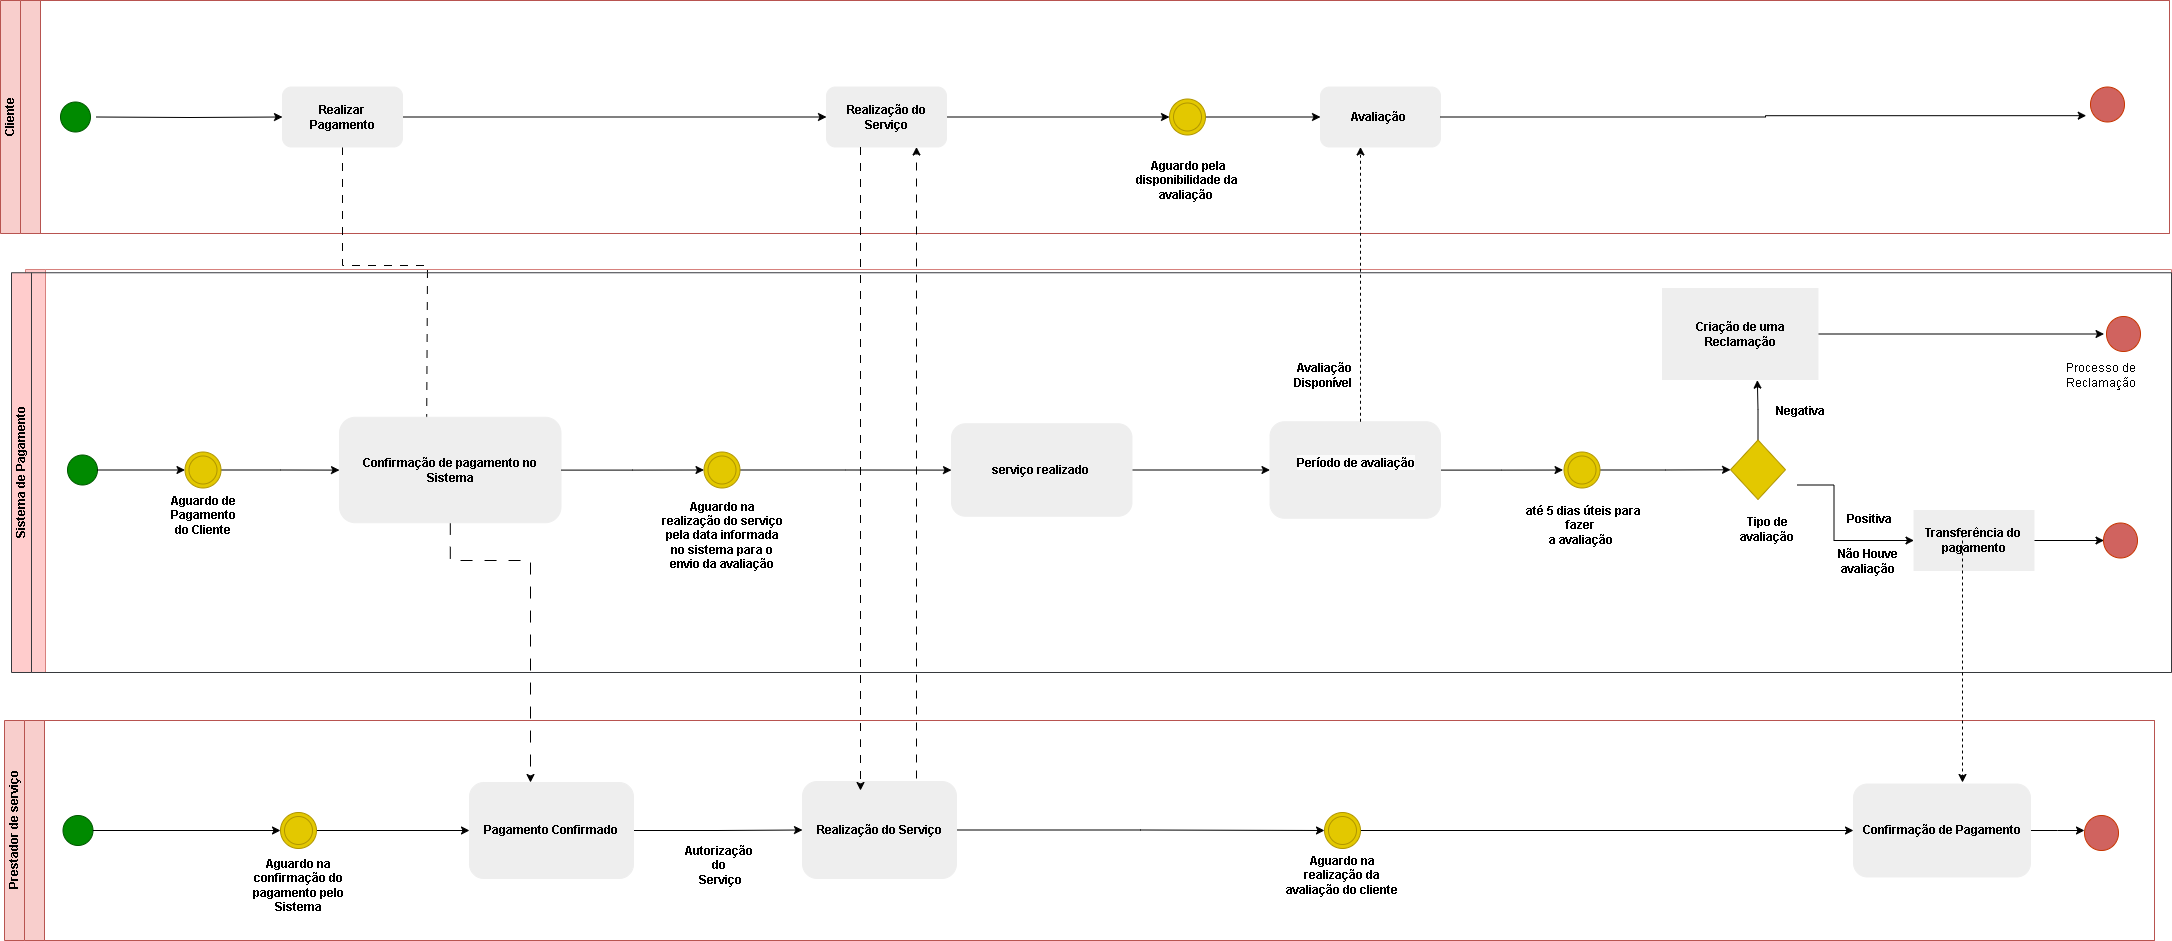 Cliente
Realizar
Pagamento
Realização do
Serviço
Aguardo pela
disponibilidade da
avaliação
Avaliação
Sistema de Pagamento
Aguardo de
Pagamento
do Cliente
Confirmação de pagamento no
Sistema
Aguardo na
realização do serviço
pela data informada
no sistema para o
envio da avaliação
serviço realizado
Avaliação
Disponível
Período de avaliação
até 5 dias úteis para
fazer
a avaliação
Criação de uma
Reclamação
Negativa
Tipo de
avaliação
Positiva
Não Houve
avaliação
Transferência do
pagamento
Processo de
Reclamação
Prestador de serviço
Aguardo na
confirmação do
pagamento pelo
Sistema
Pagamento Confirmado
Autorização
do
Serviço
Realização do Serviço
Aguardo na
realização da
avaliação do cliente
Confirmação de Pagamento